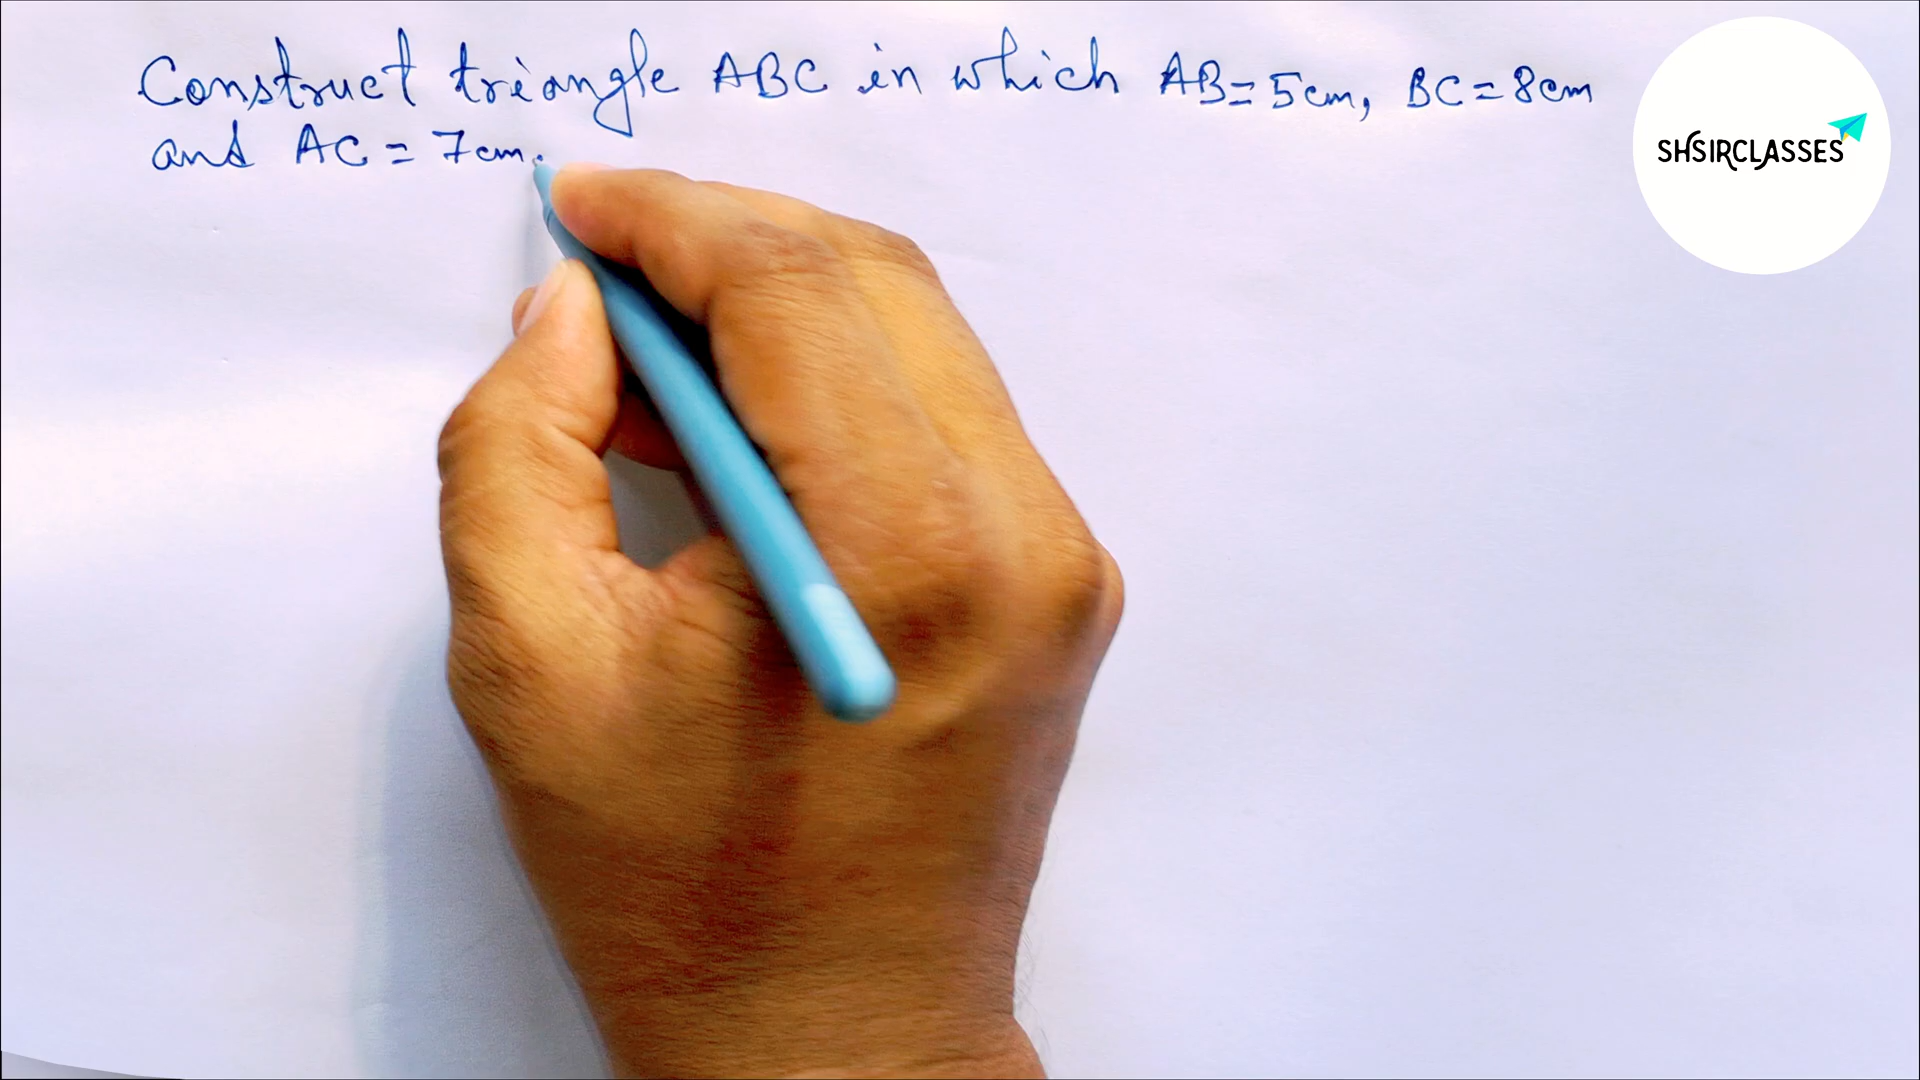 Construct triangle ABC in which AB = 5cm, BC = 8cm
and AC = 7cm.
SHSIRCLASSES